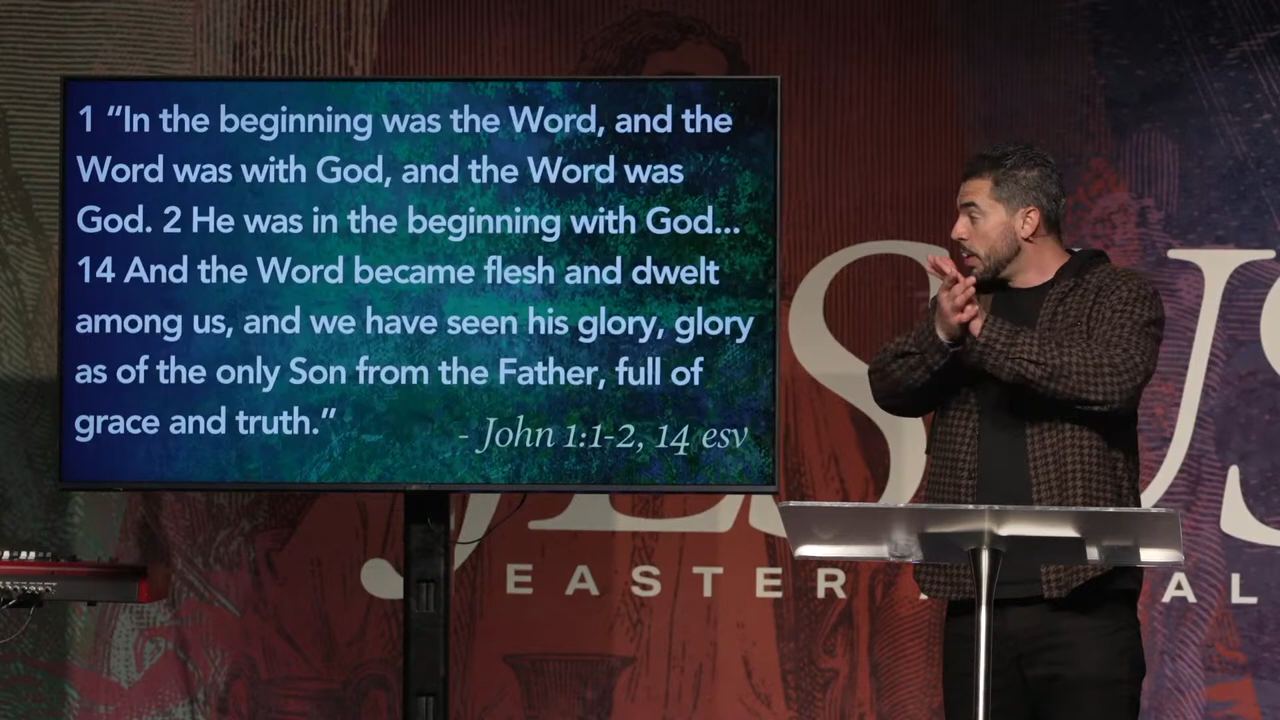 1 “In the beginning was the Word, and the
Word was with God, and the Word was
God. 2 He was in the beginning with God...
14 And the Word became flesh and dwelt
among us, and we have seen his glory, glory
as of the only Son from the Father, full of
grace and truth.”
- John 1:1-2, 14 esv
JESUS
EASTER